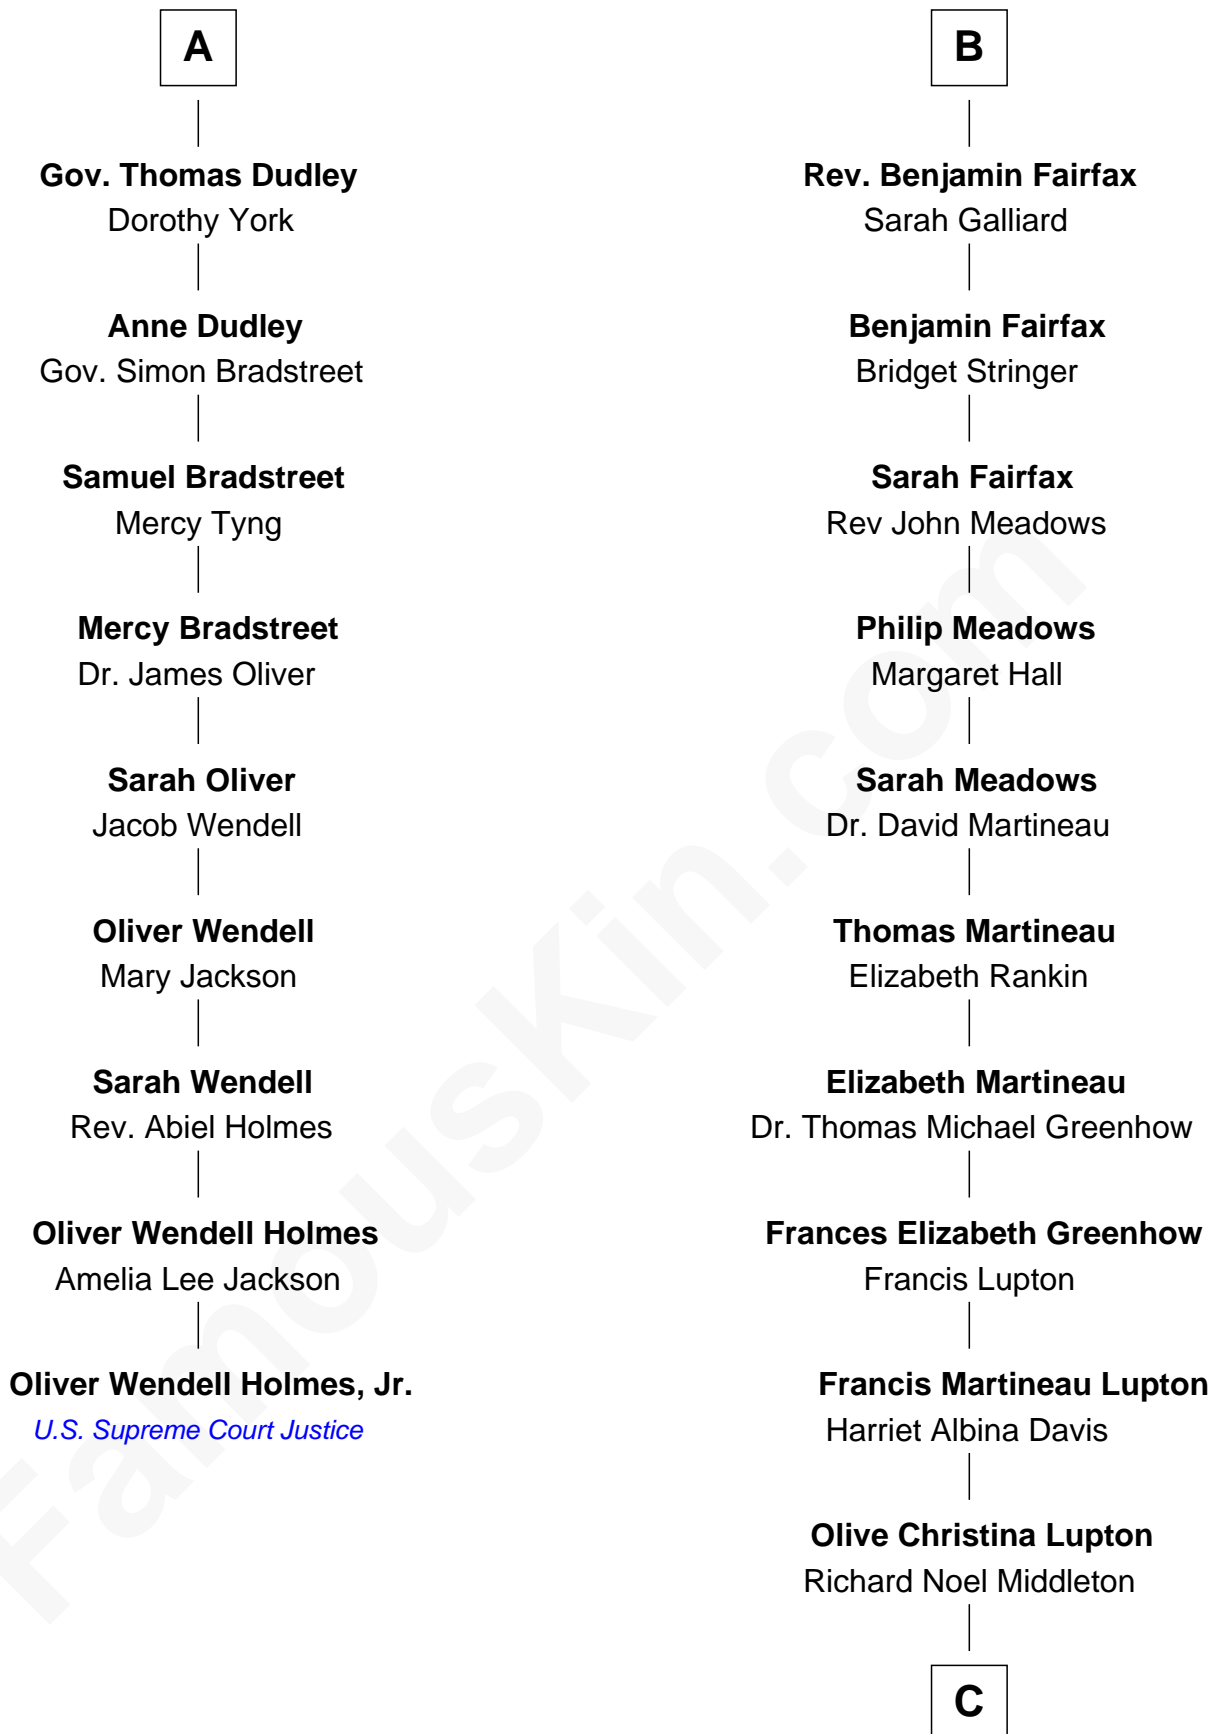 A
Gov. Thomas Dudley
Dorothy York
Anne Dudley
Gov. Simon Bradstreet
Samuel Bradstreet
Mercy Tyng
Mercy Bradstreet
Dr. James Oliver
Sarah Oliver
Jacob Wendell
Oliver Wendell
Mary Jackson
Sarah Wendell
Rev. Abiel Holmes
Oliver Wendell Holmes
Amelia Lee Jackson
Oliver Wendell Holmes, Jr.
U.S. Supreme Court Justice
B
Rev. Benjamin Fairfax
Sarah Galliard
Benjamin Fairfax
Bridget Stringer
Sarah Fairfax
Rev John Meadows
Philip Meadows
Margaret Hall
Sarah Meadows
Dr. David Martineau
Thomas Martineau
Elizabeth Rankin
Elizabeth Martineau
Dr. Thomas Michael Greenhow
Frances Elizabeth Greenhow
Francis Lupton
Francis Martineau Lupton
Harriet Albina Davis
Olive Christina Lupton
Richard Noel Middleton
C
FamousKin.com